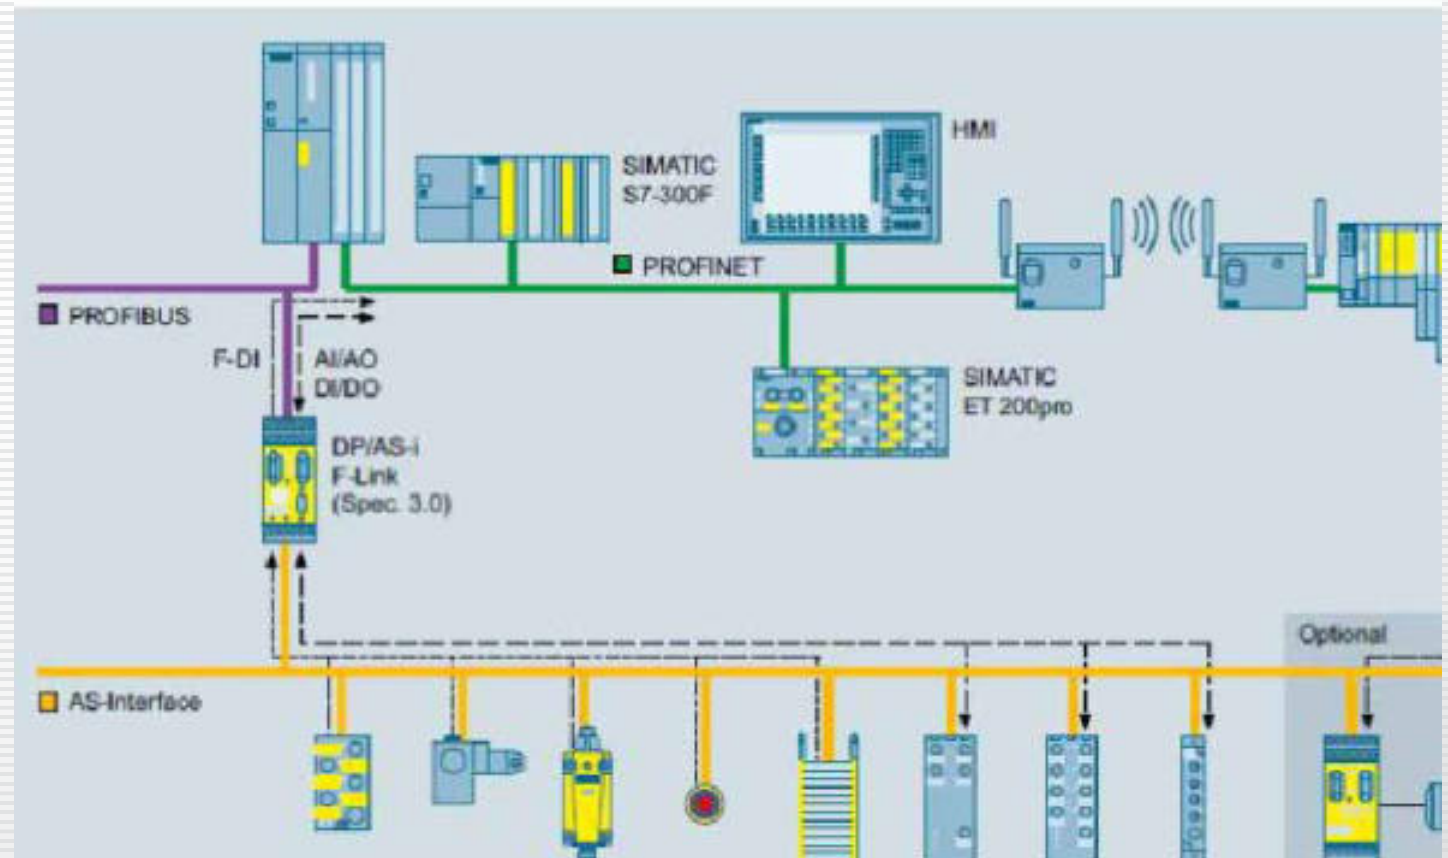 HMI
SIMATIC
S7-300F
PROFINET
PROFIBUS
F-DI
AI/AO
DI/DO
SIMATIC
ET 200pro
DP/AS-i
F-Link
(Spec. 3.0)
Optional
AS-Interface